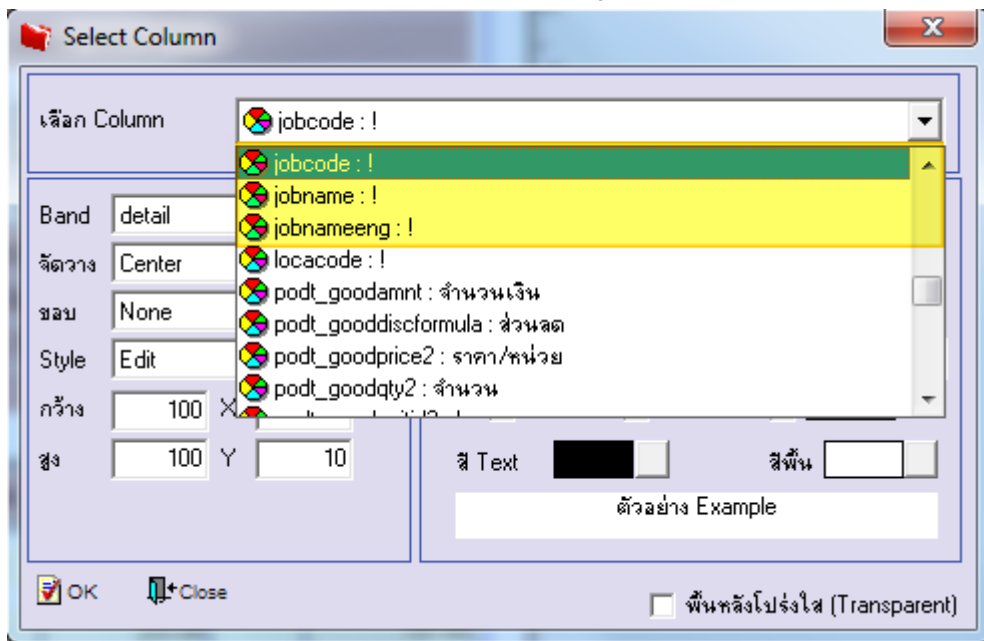 Select Column
เลือก Column
jobcode : !
jobcode : !
jobname : !
jobnameeng : !
locacode : !
podt_goodamnt : จำนวนเงิน
podt_gooddiscformula : ส่วนลด
podt_goodprice2 : ราคา/หน่วย
podt_goodqty2 : จำนวน
Band detail
จัดวาง Center
ขอบ None
Style Edit
กว้าง 100 X
สูง 100 Y 10
สี Text สีพื้น
ตัวอย่าง Example
OK Close
พื้นหลังโปร่งใส (Transparent)